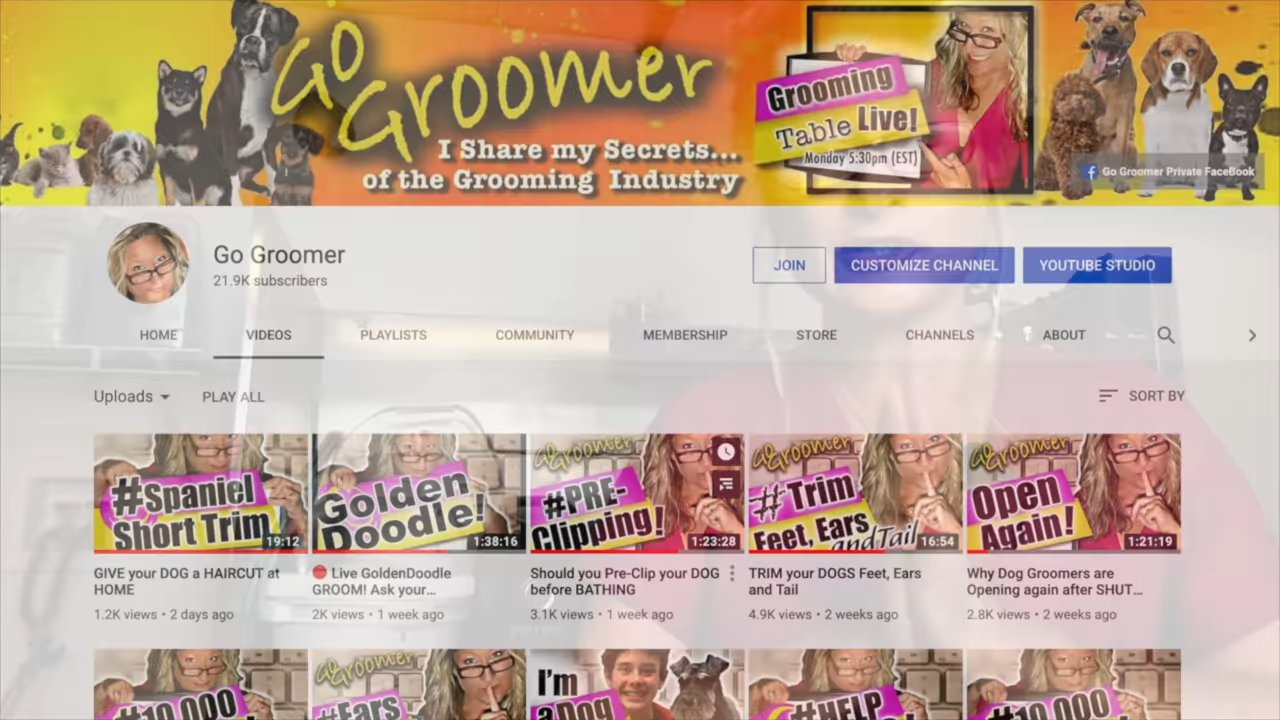 Go
Groomer
I Share my Secrets...
of the Grooming Industry
Grooming
Table Live!
Monday 5:30pm (EST)
Go Groomer Private FaceBook
Go Groomer
21.9K subscribers
JOIN
CUSTOMIZE CHANNEL
YOUTUBE STUDIO
HOME VIDEOS PLAYLISTS COMMUNITY MEMBERSHIP STORE CHANNELS ABOUT
Uploads PLAY ALL SORT BY
#Spaniel
Short Trim
19:12
Golden
Doodle!
1:38:16
Go Groomer
#PRE-
Clipping!
1:23:28
Go Groomer
#Trim
Feet, Ears
and Tail
16:54
Go Groomer
Open
Again!
1:21:19
GIVE your DOG a HAIRCUT at
HOME
1.2K views • 2 days ago
Live GoldenDoodle
GROOM! Ask your...
2K views • 1 week ago
Should you Pre-Clip your DOG
before BATHING
3.1K views • 1 week ago
TRIM your DOGS Feet, Ears
and Tail
4.9K views • 2 weeks ago
Why Dog Groomers are
Opening again after SHUT...
2.8K views • 2 weeks ago
#10,000
Go Groomer
#Ears
I'm
a Dog
#HELP
#10,000